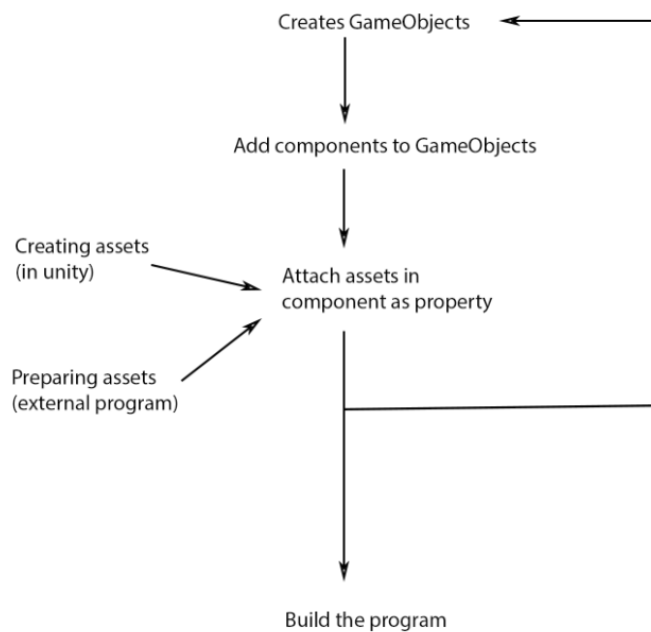 Creates GameObjects
Add components to GameObjects
Creating assets
(in unity)
Attach assets in
component as property
Preparing assets
(external program)
Build the program